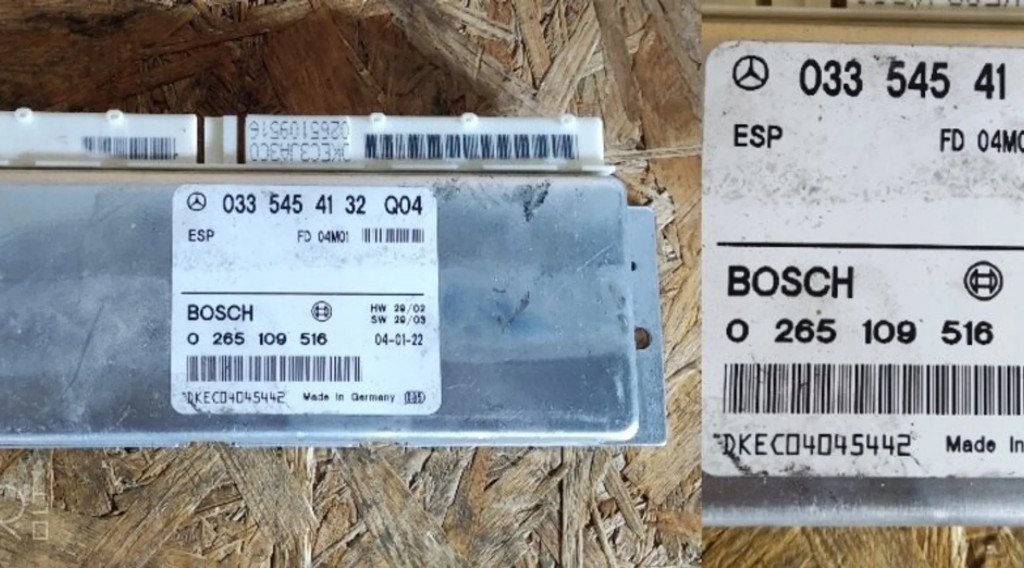 0265109516
DKEC3JA3C0
033 545 41 32 Q04
ESP FD 04M01
BOSCH HW 29/02
SW 29/03
0 265 109 516 04-01-22
DKEC04045442 Made in Germany
033 545 41
ESP FD 04M0
BOSCH
0 265 109 516
DKEC04045442 Made In